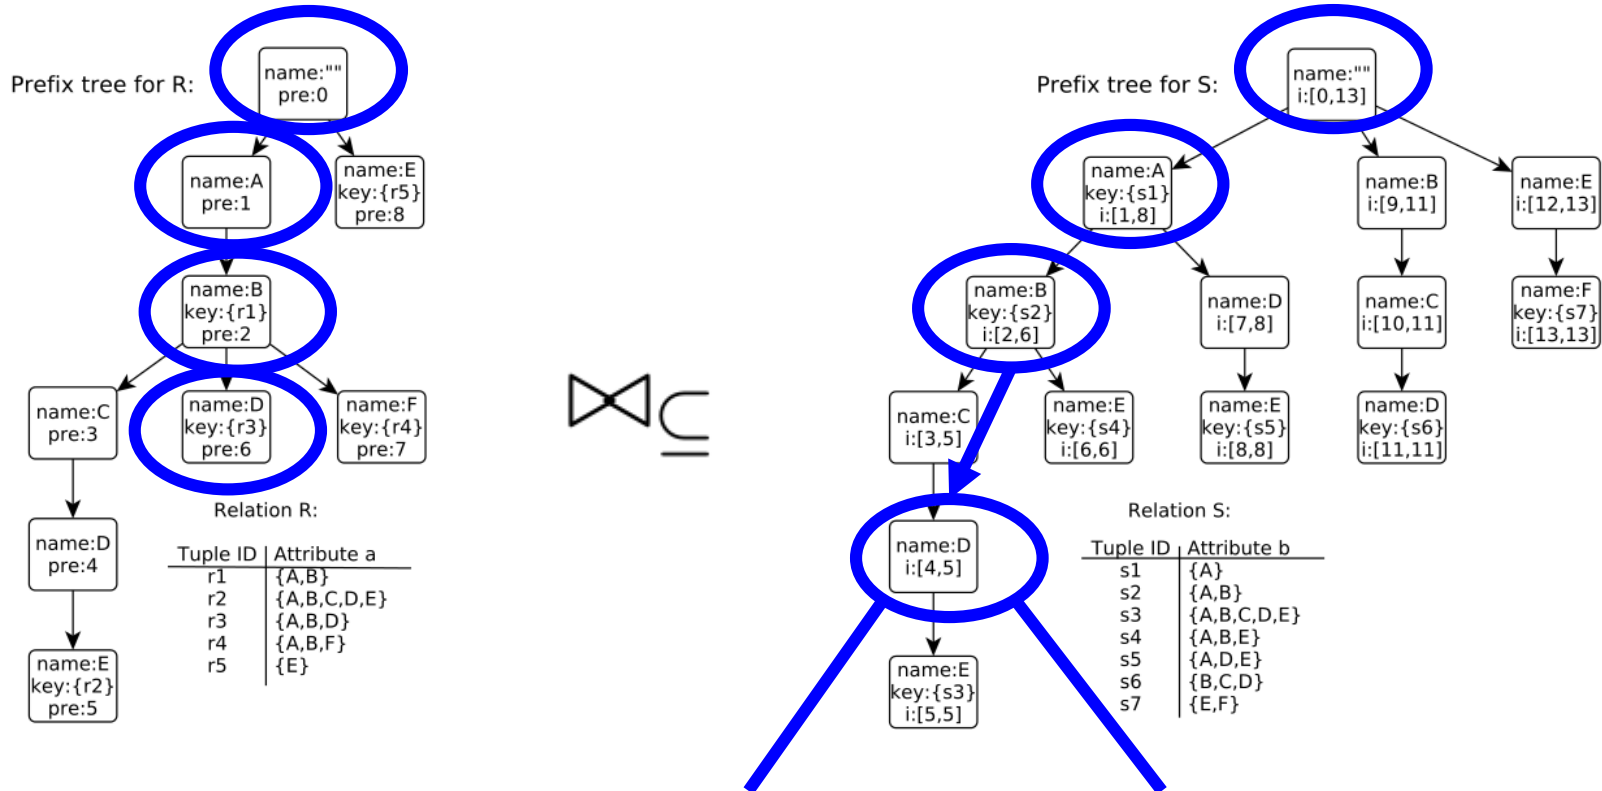 Prefix tree for R:
name:""
pre:0
name:A
pre:1
name:E
key:{r5}
pre:8
name:B
key:{r1}
pre:2
name:C
pre:3
name:D
key:{r3}
pre:6
name:F
key:{r4}
pre:7
name:D
pre:4
name:E
key:{r2}
pre:5
Relation R:
Tuple ID Attribute a
r1 {A,B}
r2 {A,B,C,D,E}
r3 {A,B,D}
r4 {A,B,F}
r5 {E}
⋈⊆
Prefix tree for S:
name:""
i:[0,13]
name:A
key:{s1}
i:[1,8]
name:B
i:[9,11]
name:E
i:[12,13]
name:B
key:{s2}
i:[2,6]
name:D
i:[7,8]
name:C
i:[10,11]
name:F
key:{s7}
i:[13,13]
name:C
i:[3,5]
name:E
key:{s4}
i:[6,6]
name:E
key:{s5}
i:[8,8]
name:D
key:{s6}
i:[11,11]
name:D
i:[4,5]
name:E
key:{s3}
i:[5,5]
Relation S:
Tuple ID Attribute b
s1 {A}
s2 {A,B}
s3 {A,B,C,D,E}
s4 {A,B,E}
s5 {A,D,E}
s6 {B,C,D}
s7 {E,F}